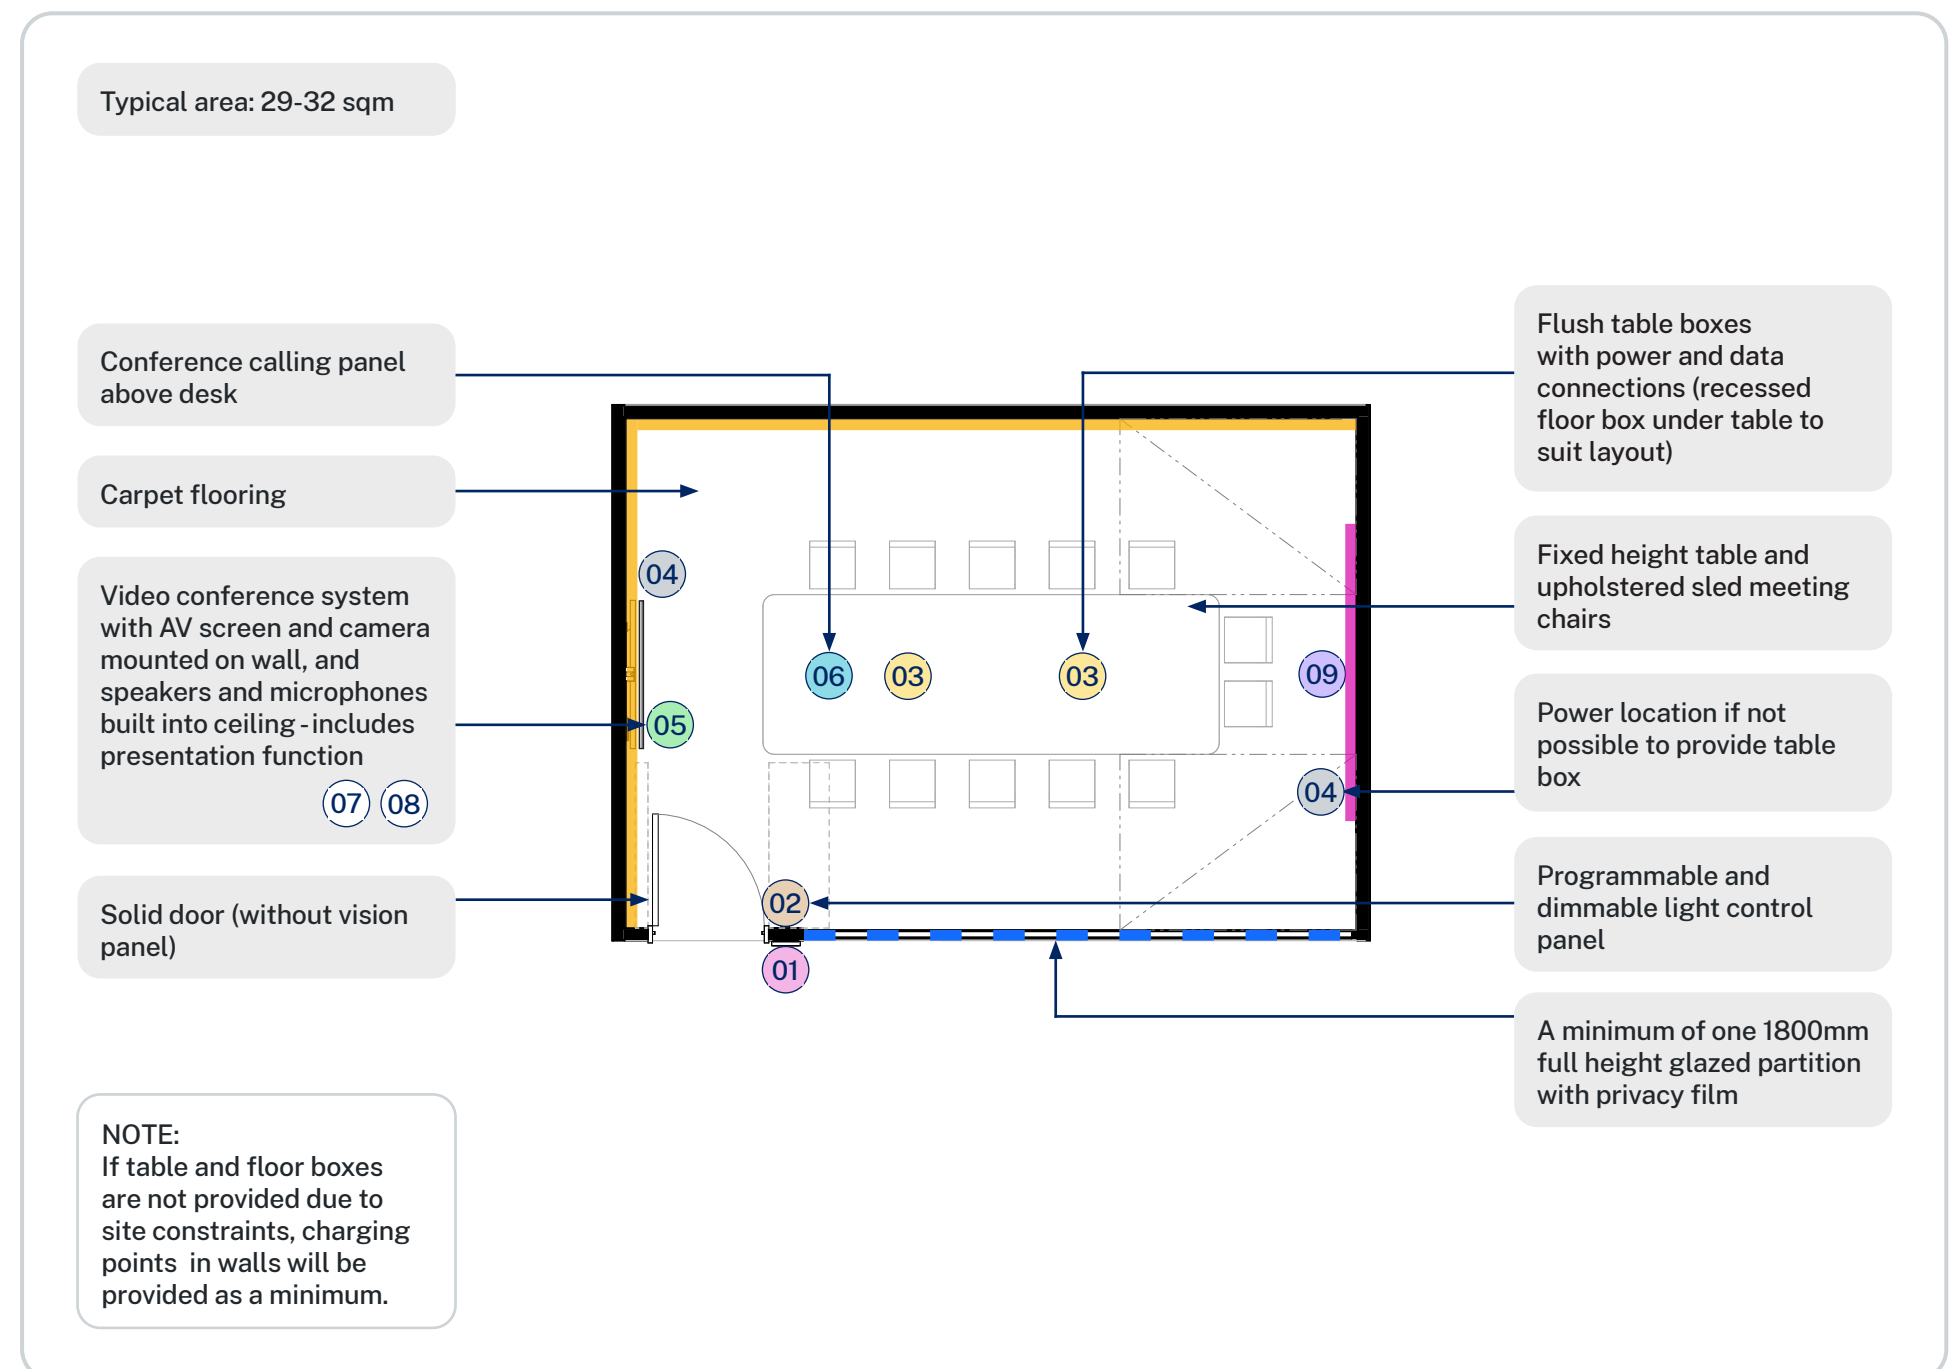 Typical area: 29-32 sqm
Conference calling panel
above desk
Carpet flooring
Video conference system
with AV screen and camera
mounted on wall, and
speakers and microphones
built into ceiling - includes
presentation function
07 08
Solid door (without vision
panel)
NOTE:
If table and floor boxes
are not provided due to
site constraints, charging
points in walls will be
provided as a minimum.
04
06 03 03 09
05
04
02
01
Flush table boxes
with power and data
connections (recessed
floor box under table to
suit layout)
Fixed height table and
upholstered sled meeting
chairs
Power location if not
possible to provide table
box
Programmable and
dimmable light control
panel
A minimum of one 1800mm
full height glazed partition
with privacy film